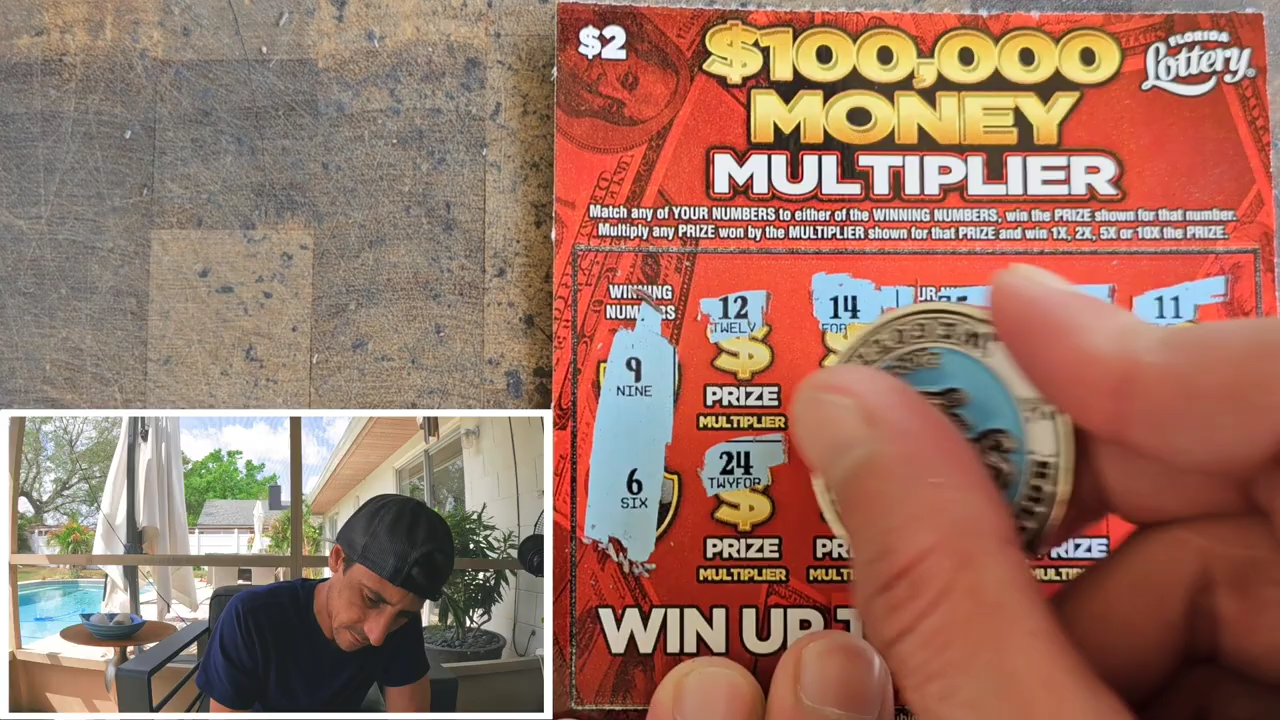 $2
$100,000
FLORIDA
Lottery
MONEY
MULTIPLIER
Match any of YOUR NUMBERS to either of the WINNING NUMBERS, win the PRIZE shown for that number.
Multiply any PRIZE won by the MULTIPLIER shown for that PRIZE and win 1X, 2X, 5X or 10X the PRIZE.
WINNING
NUMBERS
9
NINE
6
SIX
12
TWELV
14
11
$
PRIZE
MULTIPLIER
24
TWYFOR
$
PRIZE
MULTIPLIER
WIN UP